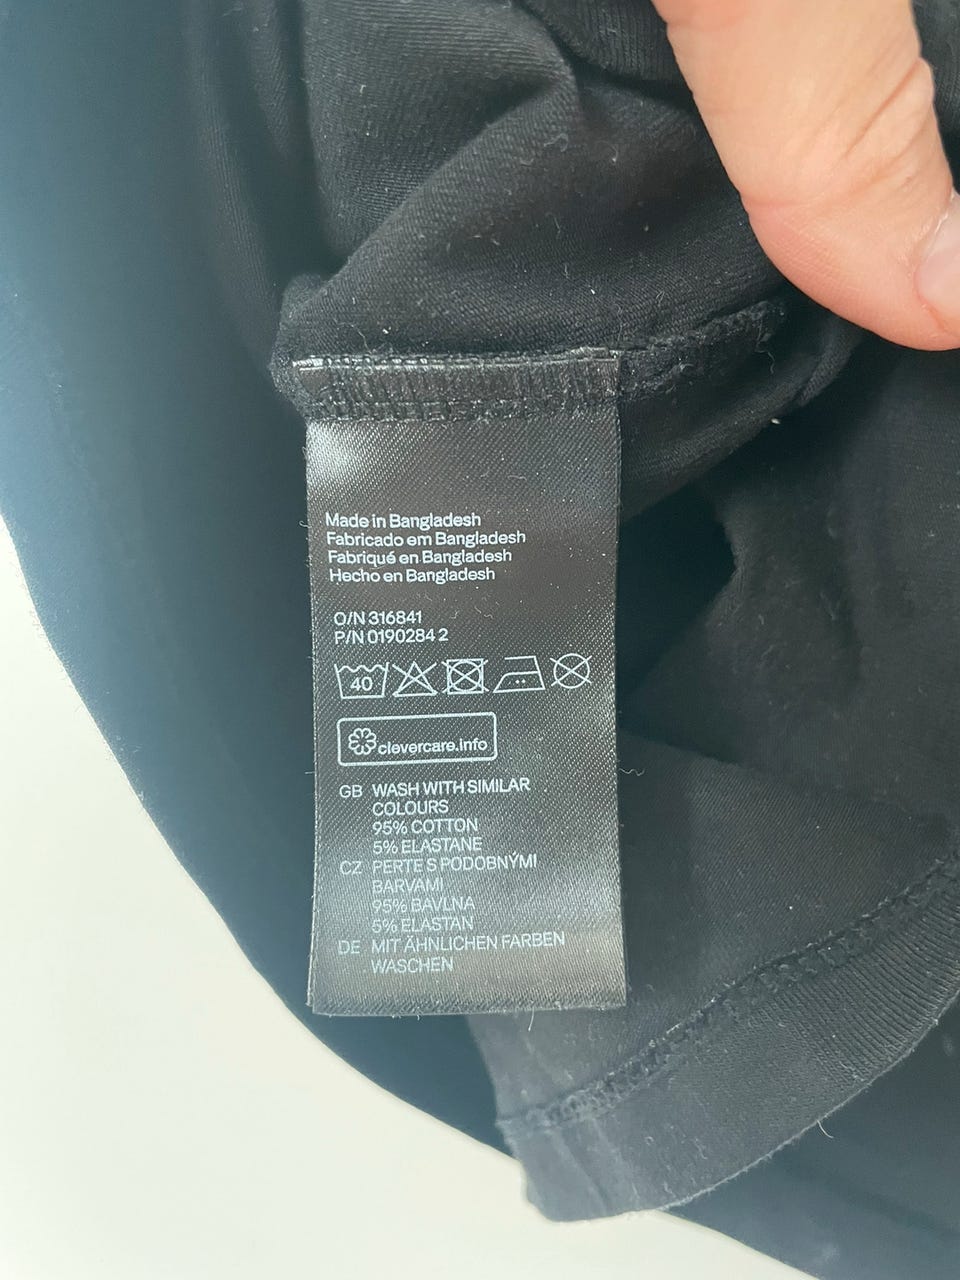 Made in Bangladesh
Fabricado em Bangladesh
Fabriqué en Bangladesh
Hecho en Bangladesh
O/N 316841
P/N 0190284 2
40
clevercare.info
GB WASH WITH SIMILAR
COLOURS
95% COTTON
5% ELASTANE
CZ PERTE S PODOBNÝMI
BARVAMI
95% BAVLNA
5% ELASTAN
DE MIT ÄHNLICHEN FARBEN
WASCHEN